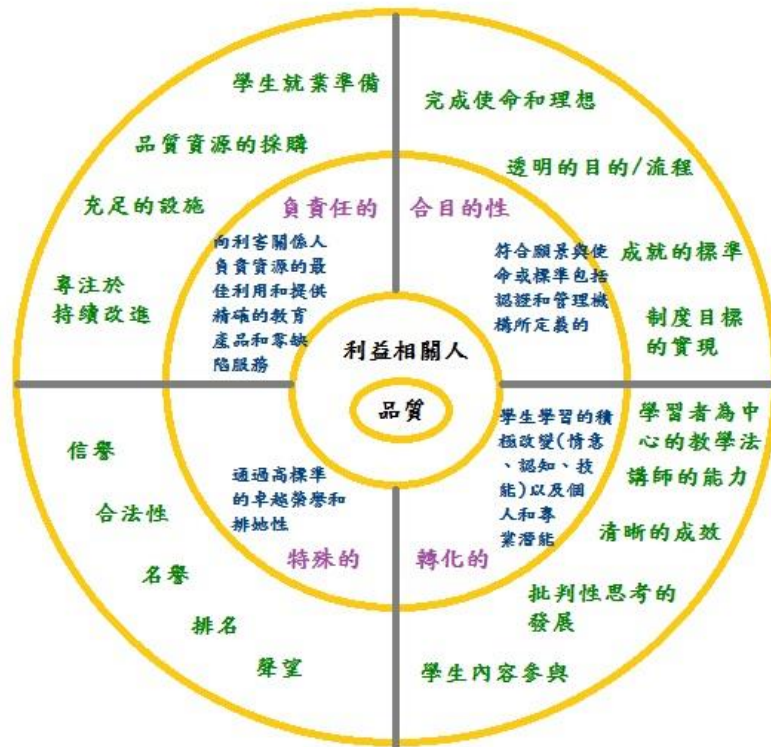 學生就業準備
品質資源的採購
充足的設施
專注於
持續改進
負責任的
向利害關係人
負責資源的最
佳利用和提供
精確的教育
產品和零缺
陷服務
完成使命和理想
透明的目的/流程
成就的標準
制度目標
的實現
合目的性
符合願景與使
命或標準包括
認證和管理機
構所定義的
利益相關人
品質
信譽
合法性
名譽
排名
聲望
通過高標準
的卓越榮譽和
排她性
特殊的
學生學習的積
極改變(情意
、認知、技
能)以及個
人和專
業潛能
轉化的
學習者為中
心的教學法
講師的能力
清晰的成效
批判性思考的
發展
學生內容參與